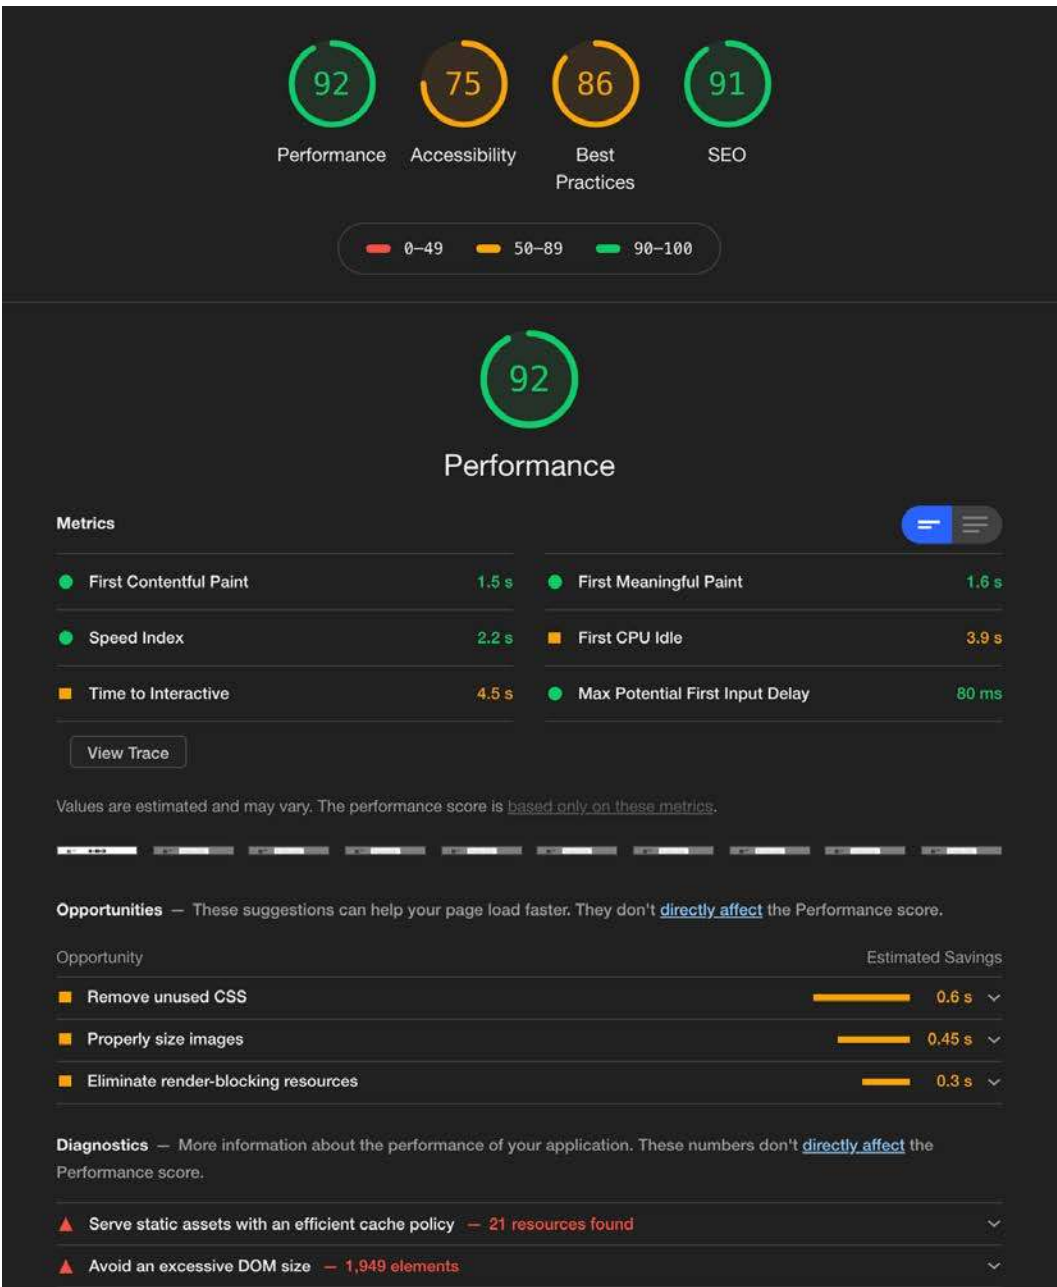 92 75 86 91
Performance Accessibility Best Practices SEO
0–49 50–89 90–100
92
Performance
Metrics
First Contentful Paint 1.5 s
First Meaningful Paint 1.6 s
Speed Index 2.2 s
First CPU Idle 3.9 s
Time to Interactive 4.5 s
Max Potential First Input Delay 80 ms
View Trace
Values are estimated and may vary. The performance score is based only on these metrics.
Opportunities — These suggestions can help your page load faster. They don't directly affect the Performance score.
Opportunity Estimated Savings
Remove unused CSS 0.6 s
Properly size images 0.45 s
Eliminate render-blocking resources 0.3 s
Diagnostics — More information about the performance of your application. These numbers don't directly affect the
Performance score.
Serve static assets with an efficient cache policy — 21 resources found
Avoid an excessive DOM size — 1,949 elements